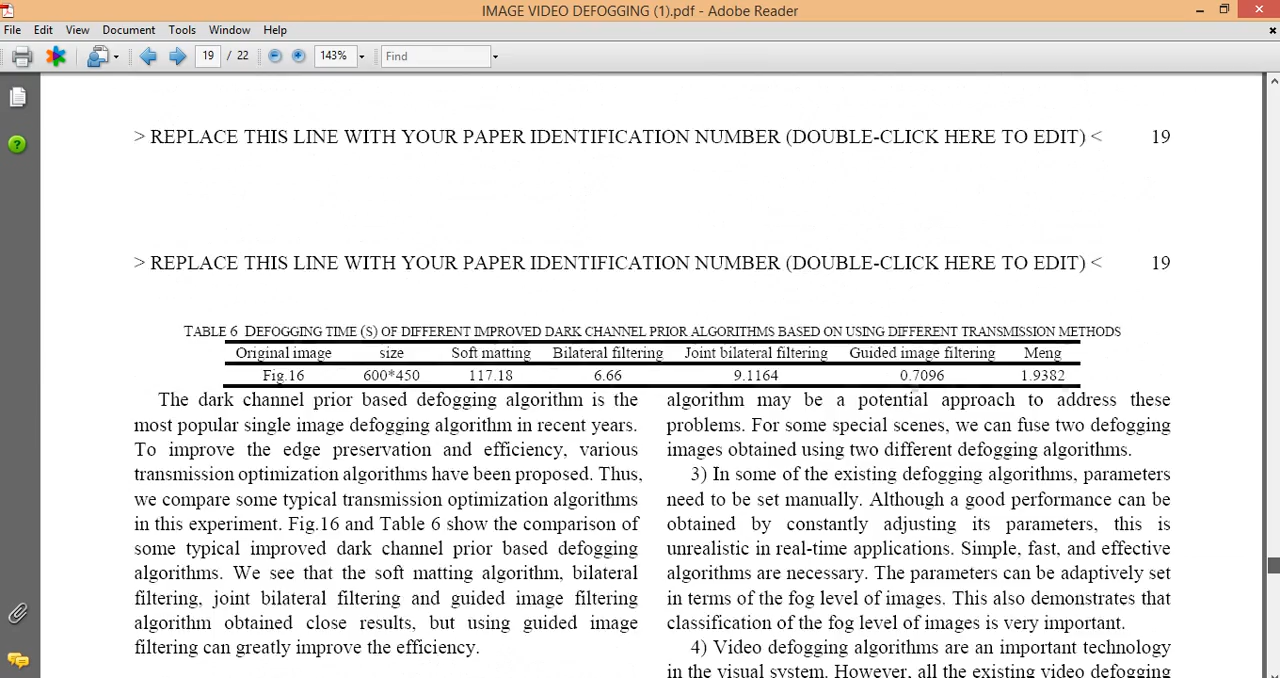 IMAGE VIDEO DEFOGGING (1).pdf - Adobe Reader
File Edit View Document Tools Window Help
19 / 22 143% Find
> REPLACE THIS LINE WITH YOUR PAPER IDENTIFICATION NUMBER (DOUBLE-CLICK HERE TO EDIT) < 19
> REPLACE THIS LINE WITH YOUR PAPER IDENTIFICATION NUMBER (DOUBLE-CLICK HERE TO EDIT) < 19
TABLE 6 DEFOGGING TIME (S) OF DIFFERENT IMPROVED DARK CHANNEL PRIOR ALGORITHMS BASED ON USING DIFFERENT TRANSMISSION METHODS
Original image size Soft matting Bilateral filtering Joint bilateral filtering Guided image filtering Meng
Fig.16 600*450 117.18 6.66 9.1164 0.7096 1.9382
The dark channel prior based defogging algorithm is the
most popular single image defogging algorithm in recent years.
To improve the edge preservation and efficiency, various
transmission optimization algorithms have been proposed. Thus,
we compare some typical transmission optimization algorithms
in this experiment. Fig.16 and Table 6 show the comparison of
some typical improved dark channel prior based defogging
algorithms. We see that the soft matting algorithm, bilateral
filtering, joint bilateral filtering and guided image filtering
algorithm obtained close results, but using guided image
filtering can greatly improve the efficiency.
algorithm may be a potential approach to address these
problems. For some special scenes, we can fuse two defogging
images obtained using two different defogging algorithms.
3) In some of the existing defogging algorithms, parameters
need to be set manually. Although a good performance can be
obtained by constantly adjusting its parameters, this is
unrealistic in real-time applications. Simple, fast, and effective
algorithms are necessary. The parameters can be adaptively set
in terms of the fog level of images. This also demonstrates that
classification of the fog level of images is very important.
4) Video defogging algorithms are an important technology
in the visual system. However, all the existing video defogging